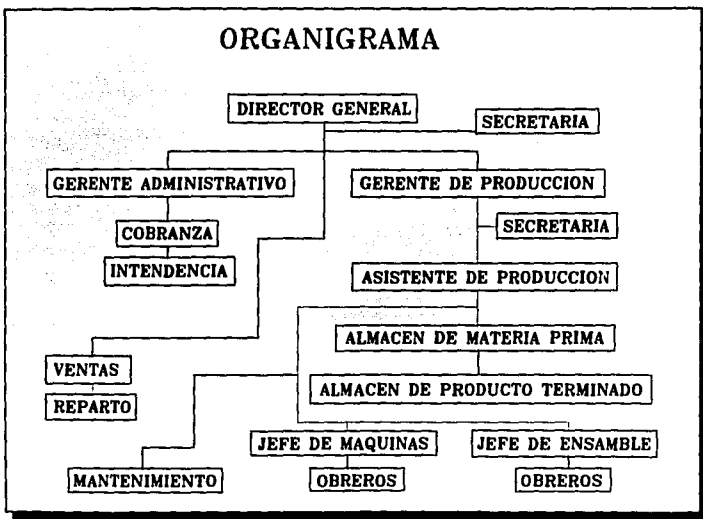 ORGANIGRAMA
DIRECTOR GENERAL
SECRETARIA
GERENTE ADMINISTRATIVO
GERENTE DE PRODUCCION
COBRANZA
SECRETARIA
INTENDENCIA
ASISTENTE DE PRODUCCION
ALMACEN DE MATERIA PRIMA
VENTAS
ALMACEN DE PRODUCTO TERMINADO
REPARTO
JEFE DE MAQUINAS
JEFE DE ENSAMBLE
MANTENIMIENTO
OBREROS
OBREROS